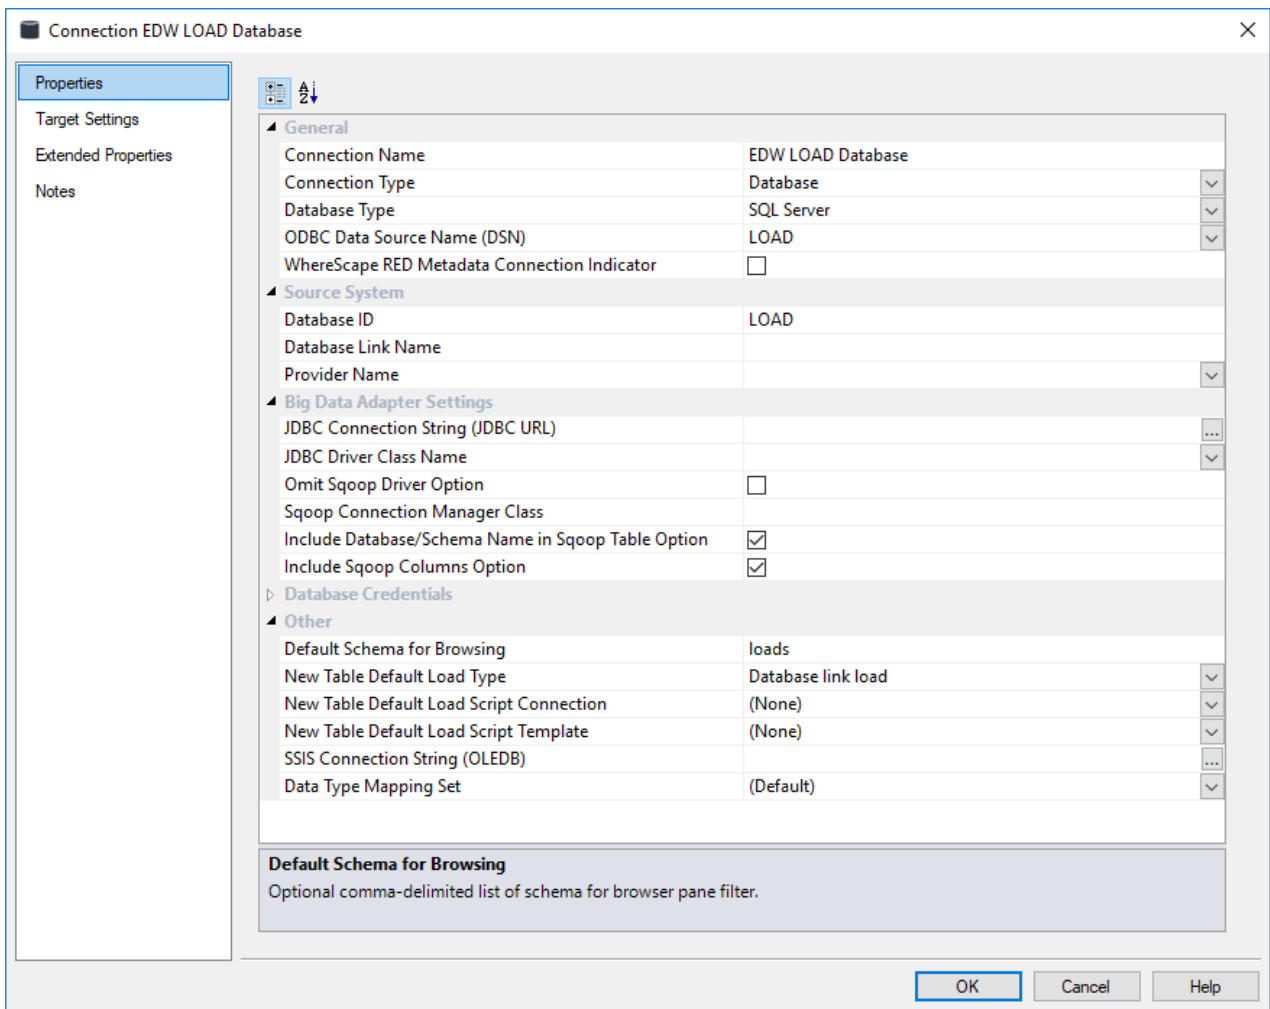 Connection EDW LOAD Database
Properties
Target Settings
Extended Properties
Notes
General
Connection Name EDW LOAD Database
Connection Type Database
Database Type SQL Server
ODBC Data Source Name (DSN) LOAD
WhereScape RED Metadata Connection Indicator
Source System
Database ID LOAD
Database Link Name
Provider Name
Big Data Adapter Settings
JDBC Connection String (JDBC URL) ...
JDBC Driver Class Name
Omit Sqoop Driver Option
Sqoop Connection Manager Class
Include Database/Schema Name in Sqoop Table Option
Include Sqoop Columns Option
Database Credentials
Other
Default Schema for Browsing loads
New Table Default Load Type Database link load
New Table Default Load Script Connection (None)
New Table Default Load Script Template (None)
SSIS Connection String (OLEDB) ...
Data Type Mapping Set (Default)
Default Schema for Browsing
Optional comma-delimited list of schema for browser pane filter.
OK Cancel Help